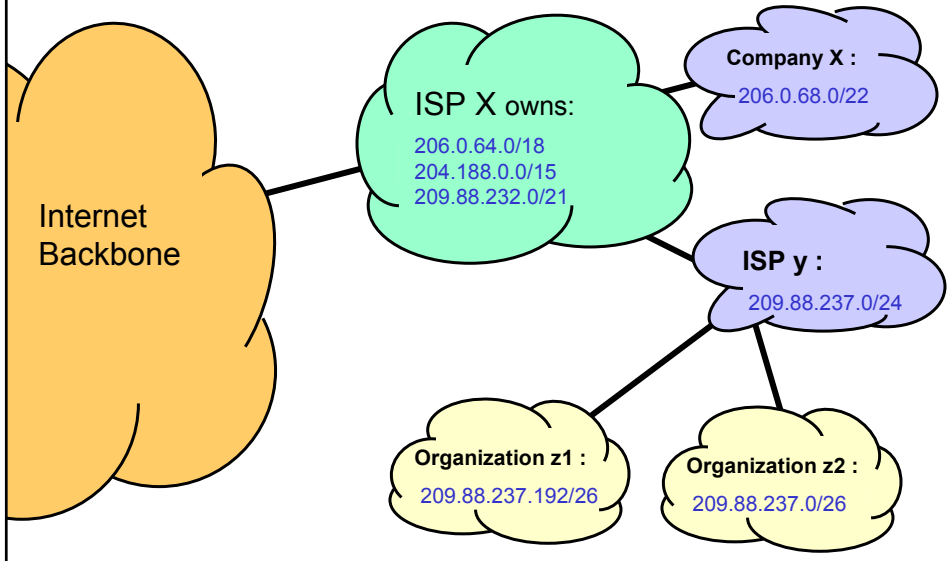 Internet
Backbone
ISP X owns:
206.0.64.0/18
204.188.0.0/15
209.88.232.0/21
Company X :
206.0.68.0/22
ISP y :
209.88.237.0/24
Organization z1 :
209.88.237.192/26
Organization z2 :
209.88.237.0/26